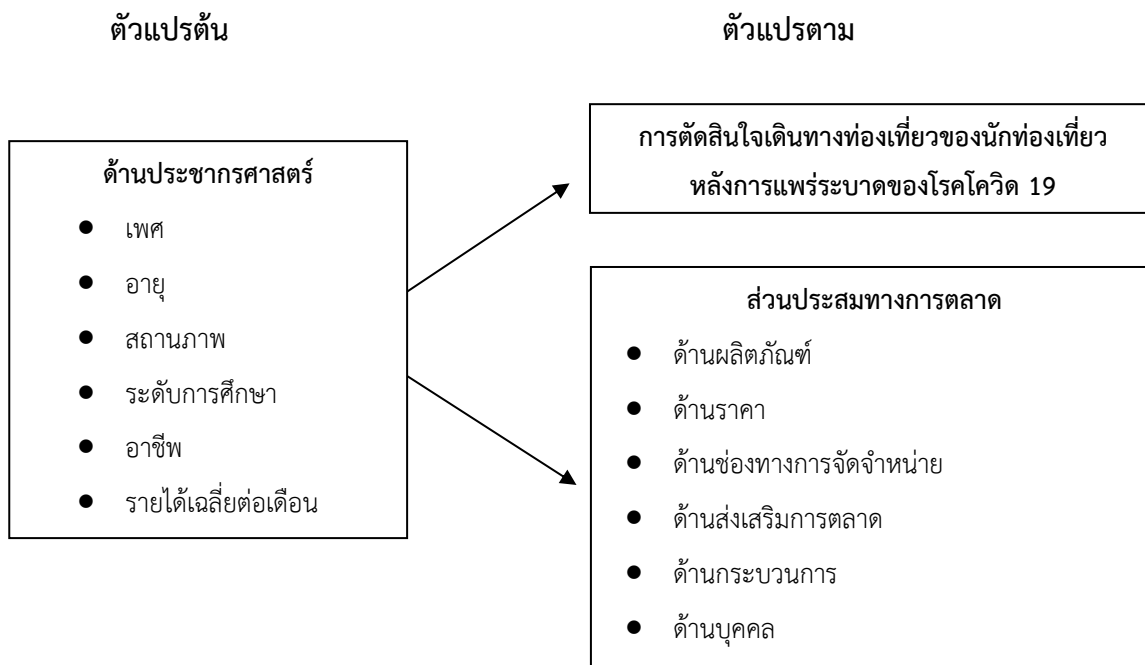 ตัวแปรต้น
ตัวแปรตาม
ด้านประชากรศาสตร์
● เพศ
● อายุ
● สถานภาพ
● ระดับการศึกษา
● อาชีพ
● รายได้เฉลี่ยต่อเดือน
การตัดสินใจเดินทางท่องเที่ยวของนักท่องเที่ยว
หลังการแพร่ระบาดของโรคโควิด 19
ส่วนประสมทางการตลาด
● ด้านผลิตภัณฑ์
● ด้านราคา
● ด้านช่องทางการจัดจำหน่าย
● ด้านส่งเสริมการตลาด
● ด้านกระบวนการ
● ด้านบุคคล